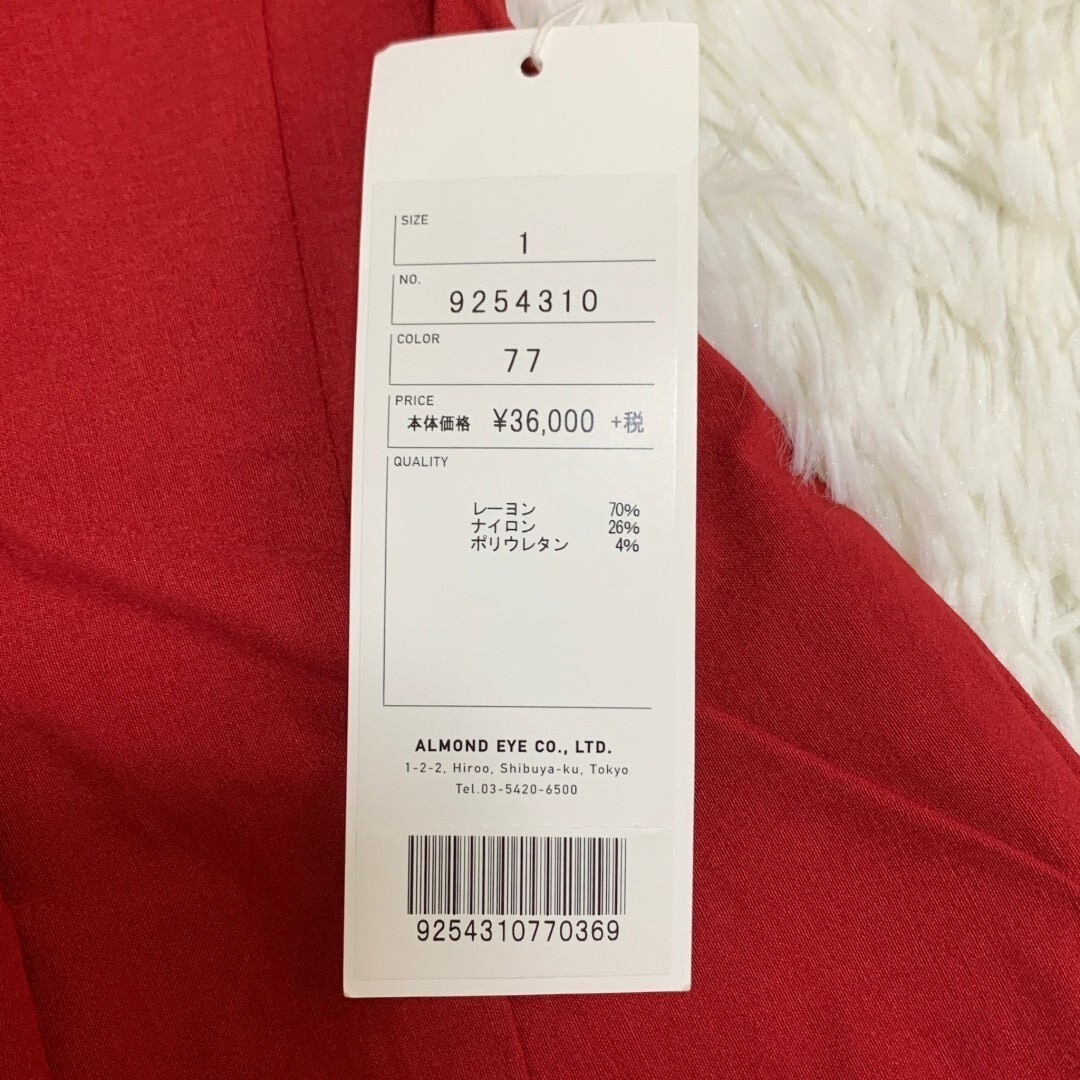 SIZE
1
NO.
9254310
COLOR
77
PRICE
本体価格 ¥36,000 +税
QUALITY
レーヨン 70%
ナイロン 26%
ポリウレタン 4%
ALMOND EYE CO., LTD.
1-2-2, Hiroo, Shibuya-ku, Tokyo
Tel.03-5420-6500
9254310770369